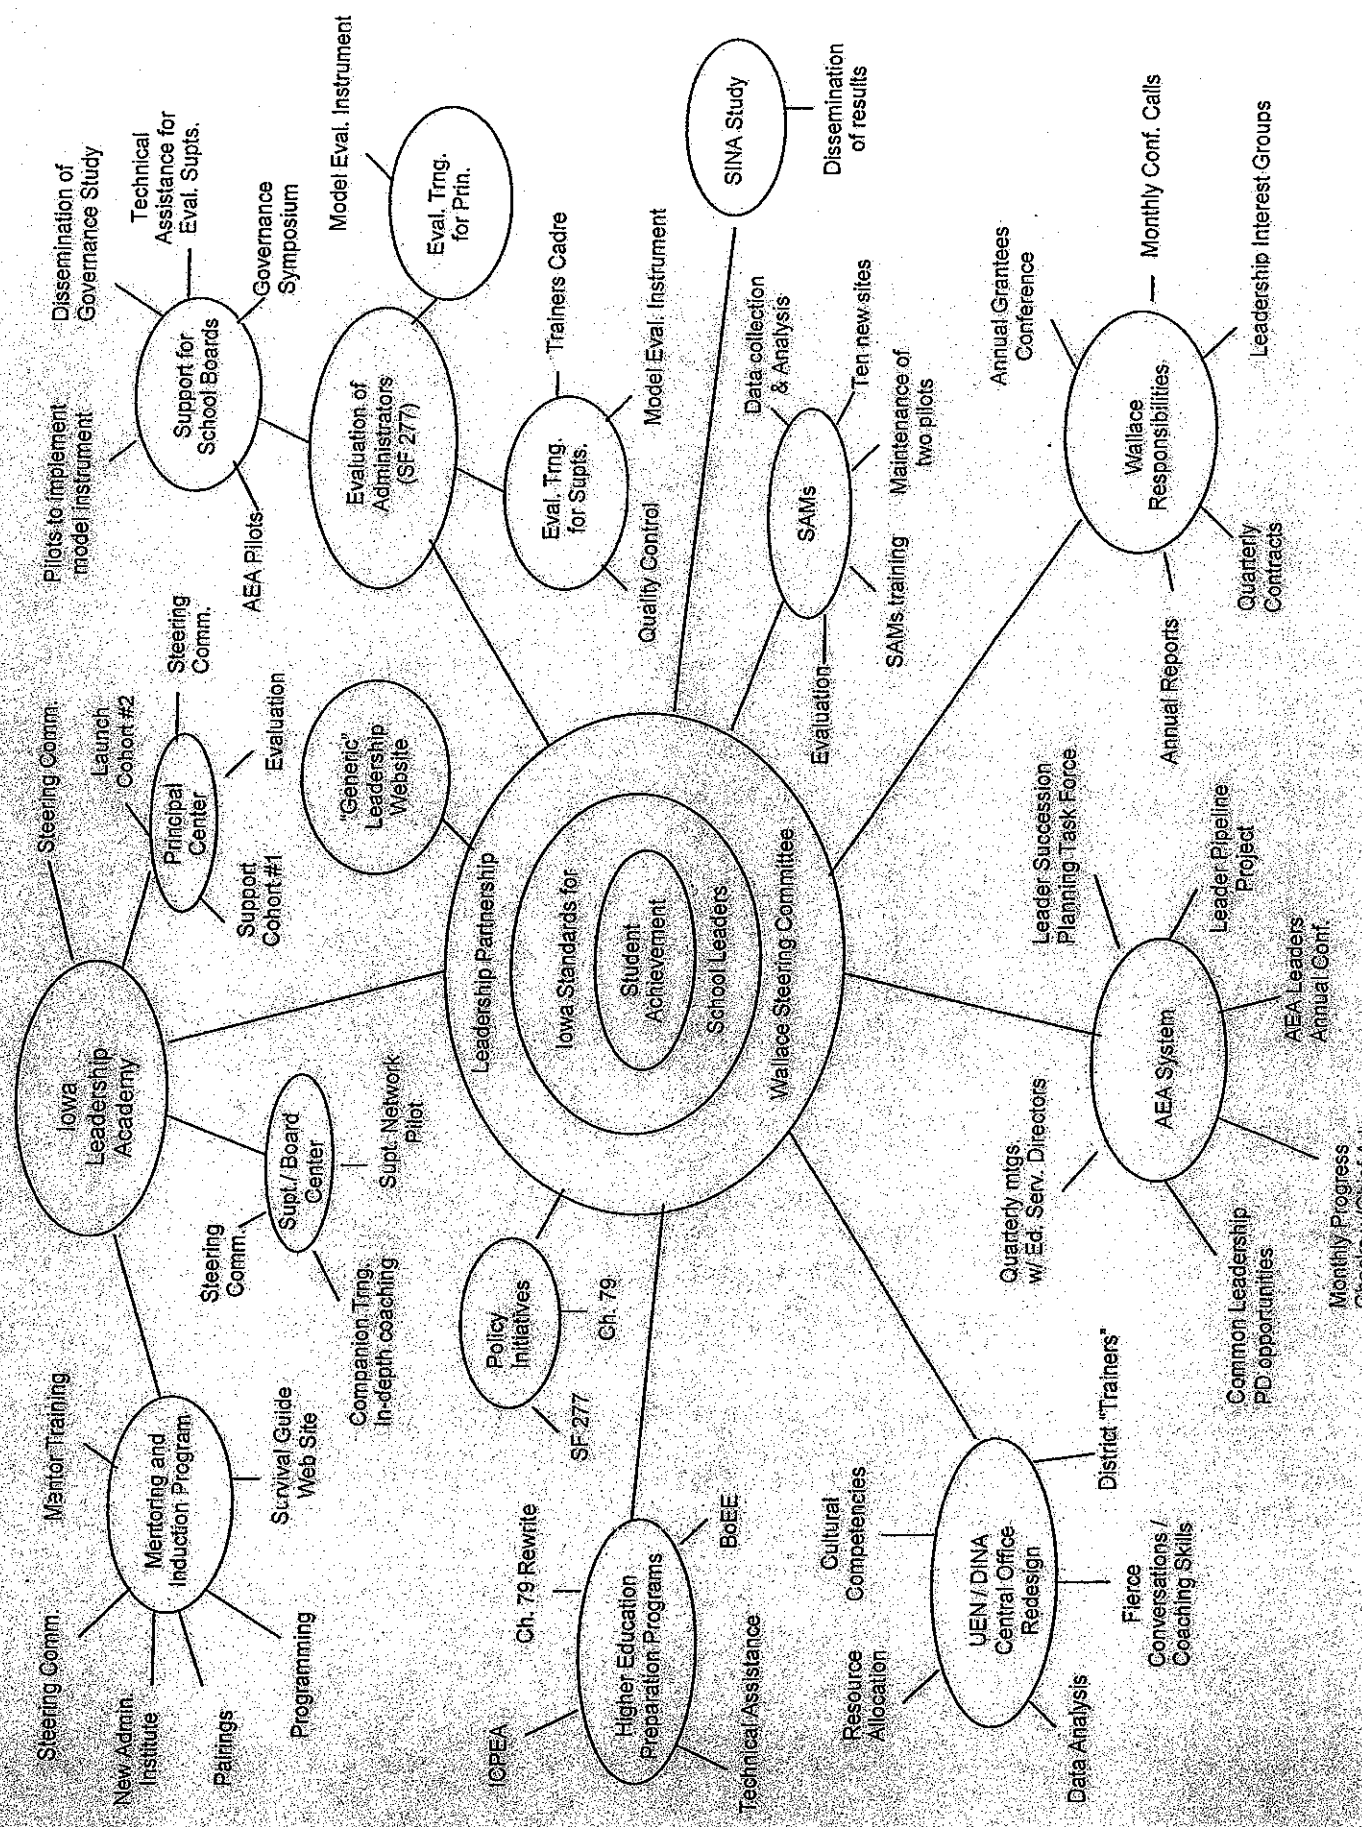 Steering Comm.
New Admin.
Institute
Pairings
Programming
Mentor Training
Mentoring and
Induction Program
Survival Guide
Web Site
Iowa
Leadership
Academy
Steering Comm.
Steering
Comm.
Supt./ Board
Center
Companion Trng.
In-depth coaching
Supt. Network
Pilot
Launch
Cohort #2
Steering
Comm.
Principal
Center
Support
Cohort #1
Evaluation
Pilots to implement
model instrument
Dissemination of
Governance Study
Technical
Assistance for
Eval. Supts.
Support for
School Boards
Governance
Symposium
AEA Pilots
Model Eval. Instrument
Evaluation of
Administrators
(SF 277)
Eval. Trng.
for Prin.
Eval. Trng.
for Supts.
Trainers Cadre
Model Eval. Instrument
Quality Control
"Generic"
Leadership
Website
Policy
Initiatives
SF 277
Ch. 79
Leadership Partnership
Iowa Standards for
Student
Achievement
School Leaders
Wallace Steering Committee
SINA Study
Dissemination
of results
ICPEA
Ch. 79 Rewrite
Higher Education
Preparation Programs
BoEE
Technical Assistance
Data collection
& Analysis
Ten new sites
SAMs
Maintenance of
two pilots
SAMs training
Evaluation
Resource
Allocation
Cultural
Competencies
UEN / DINA
Central Office
Redesign
District "Trainers"
Fierce
Conversations /
Coaching Skills
Data Analysis
Quarterly mtgs.
w/ Ed. Serv. Directors
Leader Succession
Planning Task Force
AEA System
Leader Pipeline
Project
AEA Leaders
Annual Conf.
Common Leadership
PD opportunities
Monthly Progress
Annual Grantees
Conference
Monthly Conf. Calls
Wallace
Responsibilities
Leadership Interest Groups
Annual Reports
Quarterly
Contracts